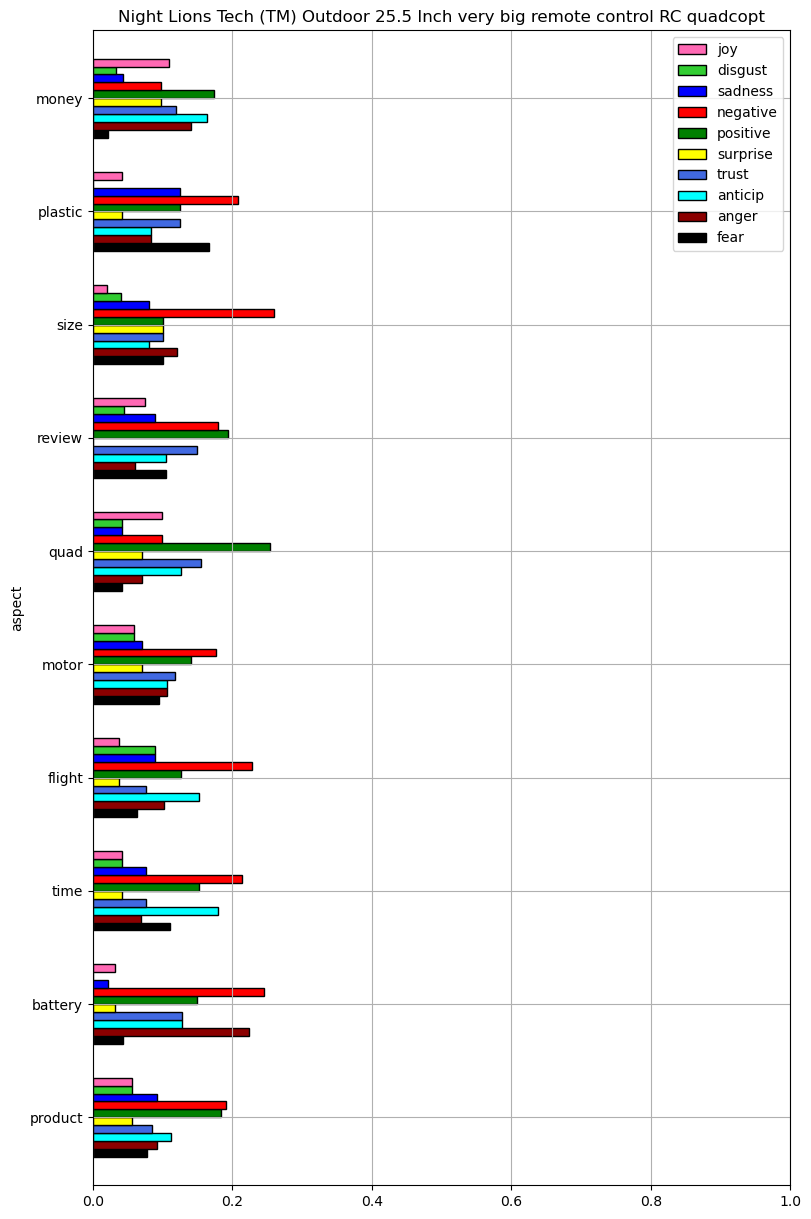 Night Lions Tech (TM) Outdoor 25.5 Inch very big remote control RC quadcopt
joy
disgust
sadness
negative
positive
surprise
trust
anticip
anger
fear
money
plastic
size
review
quad
motor
flight
time
battery
product
aspect
0.0 0.2 0.4 0.6 0.8 1.0